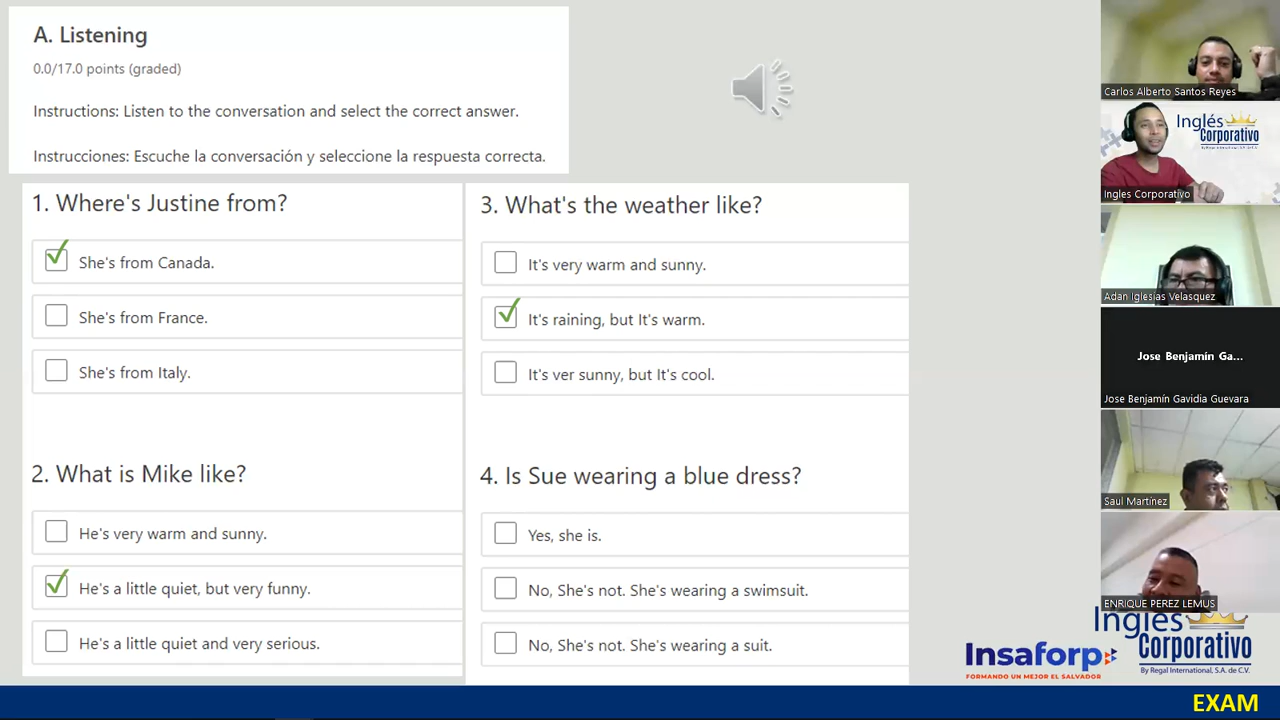 A. Listening
0.0/17.0 points (graded)
Instructions: Listen to the conversation and select the correct answer.
Instrucciones: Escuche la conversación y seleccione la respuesta correcta.
1. Where's Justine from?
She's from Canada.
She's from France.
She's from Italy.
2. What is Mike like?
He's very warm and sunny.
He's a little quiet, but very funny.
He's a little quiet and very serious.
3. What's the weather like?
It's very warm and sunny.
It's raining, but It's warm.
It's ver sunny, but It's cool.
4. Is Sue wearing a blue dress?
Yes, she is.
No, She's not. She's wearing a swimsuit.
No, She's not. She's wearing a suit.
Carlos Alberto Santos Reyes
Inglés
Corporativo
By Regal International, S.A. de C.V.
Ingles Corporativo
Adan Iglesias Velasquez
Jose Benjamín Ga...
Jose Benjamín Gavidia Guevara
Saul Martínez
ENRIQUE PEREZ LEMUS
Inglés
Corporativo
By Regal International, S.A. de C.V.
Insaforp
FORMANDO UN MEJOR EL SALVADOR
EXAM